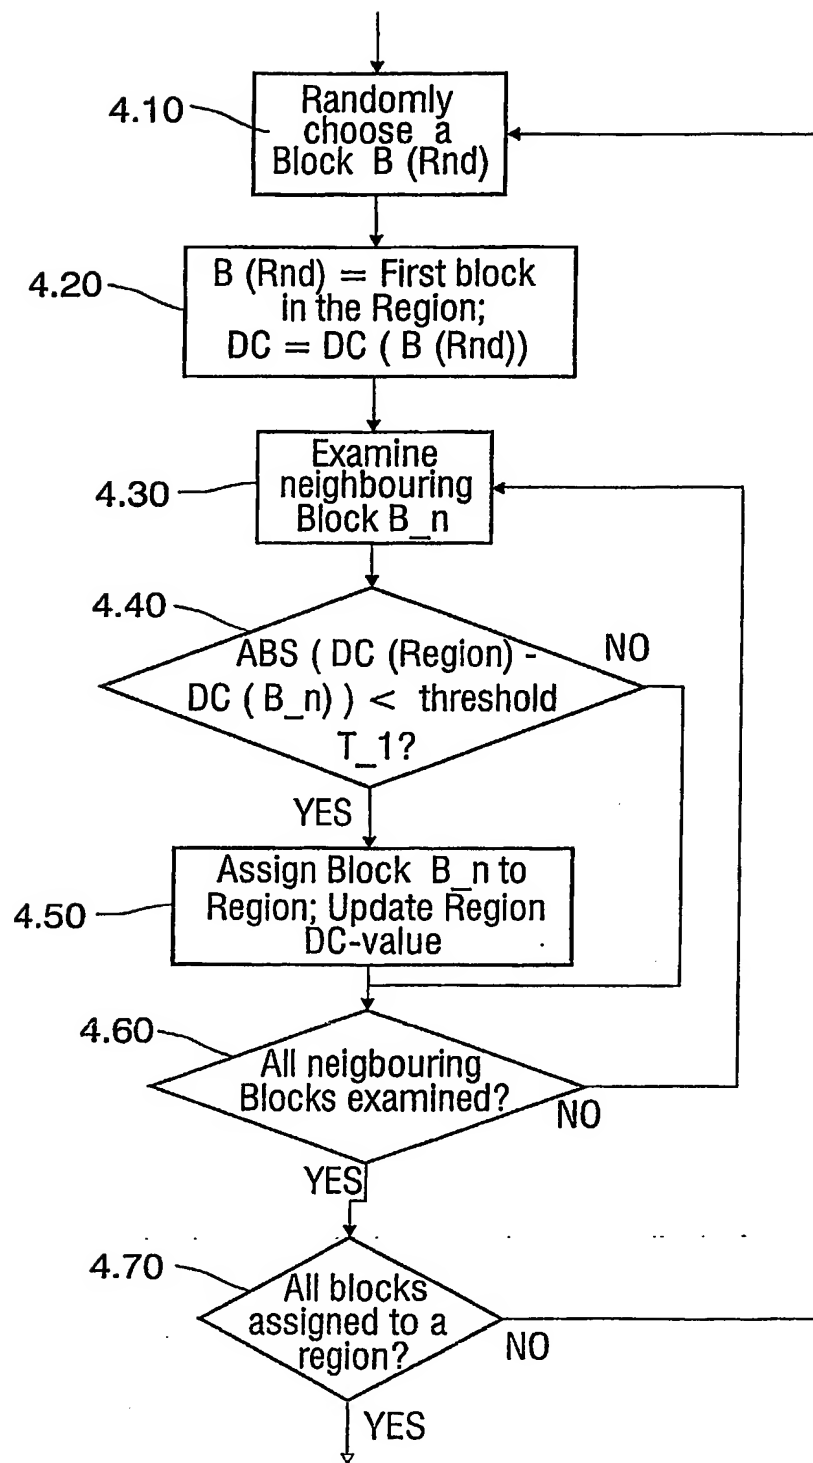 4.10
Randomly
choose a
Block B (Rnd)
4.20
B (Rnd) = First block
in the Region;
DC = DC ( B (Rnd))
4.30
Examine
neighbouring
Block B_n
4.40
ABS ( DC (Region) -
DC ( B_n) ) < threshold
T_1?
NO
YES
4.50
Assign Block B_n to
Region; Update Region
DC-value
4.60
All neigbouring
Blocks examined?
NO
YES
4.70
All blocks
assigned to a
region?
NO
YES